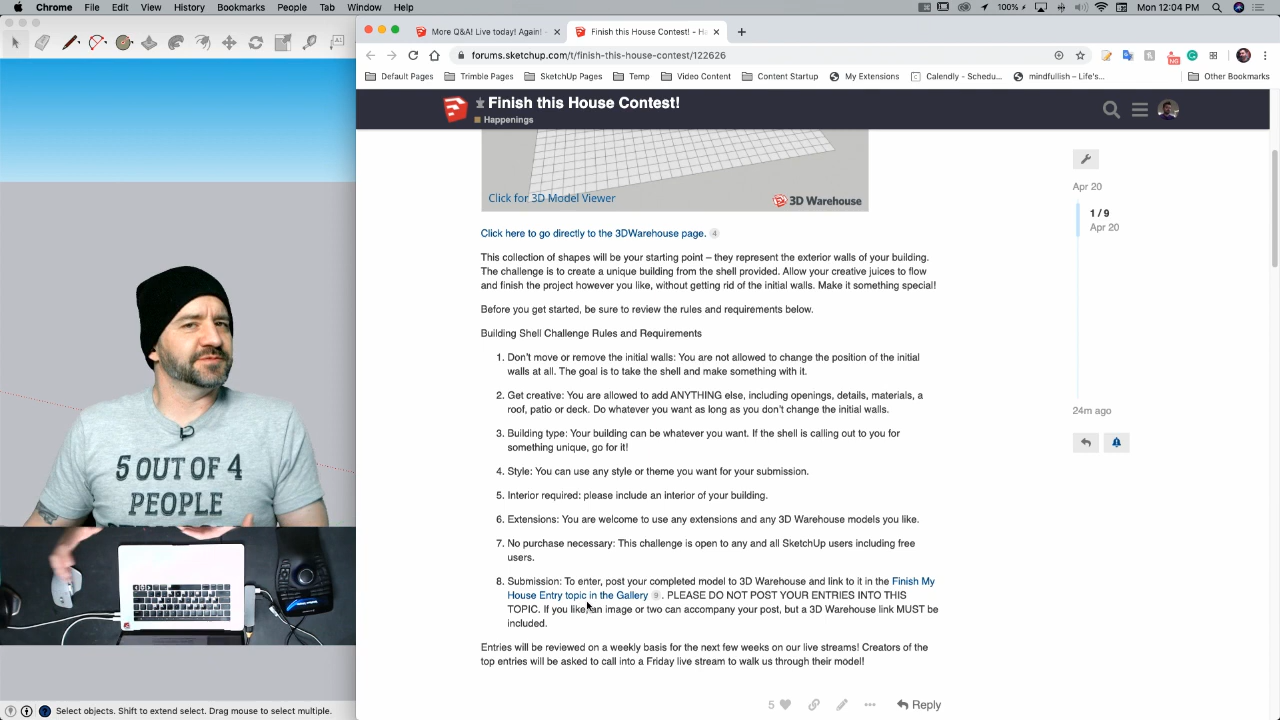 Chrome File Edit View History Bookmarks People Tab Window Help
100%
Mon 12:04 PM
More Q&A! Live today! Again! -
Finish this House Contest! - Ha
forums.sketchup.com/t/finish-this-house-contest/122626
Default Pages Trimble Pages SketchUp Pages Temp Video Content Content Startup My Extensions Calendly - Schedu... mindfullish – Life's... Other Bookmarks
Finish this House Contest!
Happenings
Click for 3D Model Viewer
3D Warehouse
Click here to go directly to the 3DWarehouse page. 4
This collection of shapes will be your starting point – they represent the exterior walls of your building.
The challenge is to create a unique building from the shell provided. Allow your creative juices to flow
and finish the project however you like, without getting rid of the initial walls. Make it something special!
Before you get started, be sure to review the rules and requirements below.
Building Shell Challenge Rules and Requirements
1. Don't move or remove the initial walls: You are not allowed to change the position of the initial
walls at all. The goal is to take the shell and make something with it.
2. Get creative: You are allowed to add ANYTHING else, including openings, details, materials, a
roof, patio or deck. Do whatever you want as long as you don't change the initial walls.
3. Building type: Your building can be whatever you want. If the shell is calling out to you for
something unique, go for it!
4. Style: You can use any style or theme you want for your submission.
5. Interior required: please include an interior of your building.
6. Extensions: You are welcome to use any extensions and any 3D Warehouse models you like.
7. No purchase necessary: This challenge is open to any and all SketchUp users including free
users.
8. Submission: To enter, post your completed model to 3D Warehouse and link to it in the Finish My
House Entry topic in the Gallery 9 . PLEASE DO NOT POST YOUR ENTRIES INTO THIS
TOPIC. If you like an image or two can accompany your post, but a 3D Warehouse link MUST be
included.
Entries will be reviewed on a weekly basis for the next few weeks on our live streams! Creators of the
top entries will be asked to call into a Friday live stream to walk us through their model!
5
Reply
Apr 20
1 / 9
Apr 20
24m ago
5 OUT OF 4
PEOPLE
Select objects. Shift to extend select. Drag mouse to select multiple.